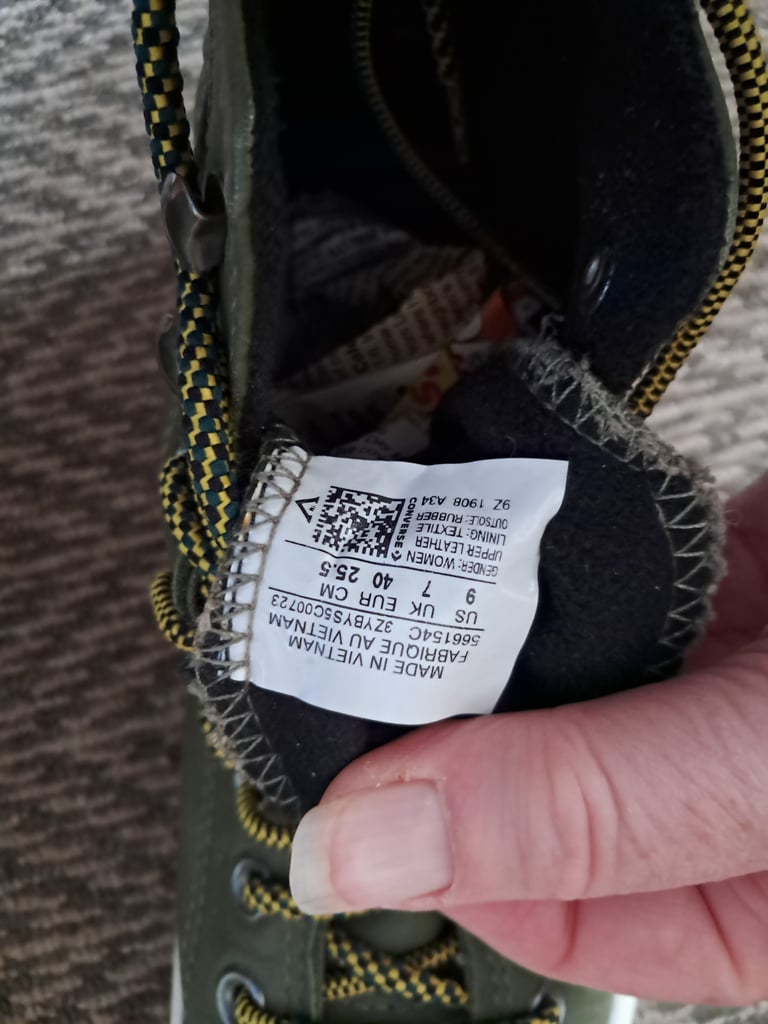 MADE IN VIETNAM
FABRIQUE AU VIETNAM
566154C 3ZYBYS5C00723
US UK EUR CM
9 7 40 25.5
GENDER: WOMEN
UPPER LEATHER
LINING: TEXTILE
OUTSOLE: RUBBER
9Z 1908 A34
CONVERSE